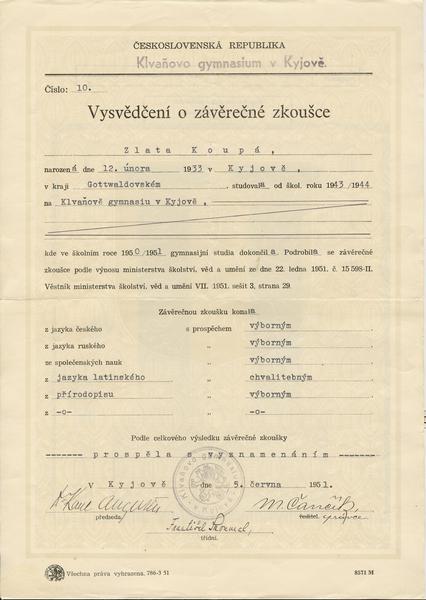 ČESKOSLOVENSKÁ REPUBLIKA
Klvaňovo gymnasium v Kyjově.
Číslo: 10.
Vysvědčení o závěrečné zkoušce
Zlata Koupá,
narozená dne 12. února 1933 v Kyjově,
v kraji Gottwaldovském. studovala od škol. roku 1943/1944
na Klvaňově gymnasiu v Kyjově,
kde ve školním roce 1950/1951 gymnasijní studia dokončila. Podrobila se závěrečné
zkoušce podle výnosu ministerstva školství, věd a umění ze dne 22. ledna 1951. č. 15 598-II.
Věstník ministerstva školství, věd a umění VII. 1951. sešit 3, strana 29.
Závěrečnou zkoušku konala
z jazyka českého s prospěchem výborným
z jazyka ruského „ výborným
ze společenských nauk „ výborným
z jazyka latinského „ chvalitebným
z přírodopisu „ výborným
z -o- „ -o-
Podle celkového výsledku závěrečné zkoušky
------- prospěla s vyznamenáním -------
v Kyjově dne 5. června 1951.
předseda. ředitel. správce
František
třídní.
Všechna práva vyhrazena. 786-3 51 8571 M